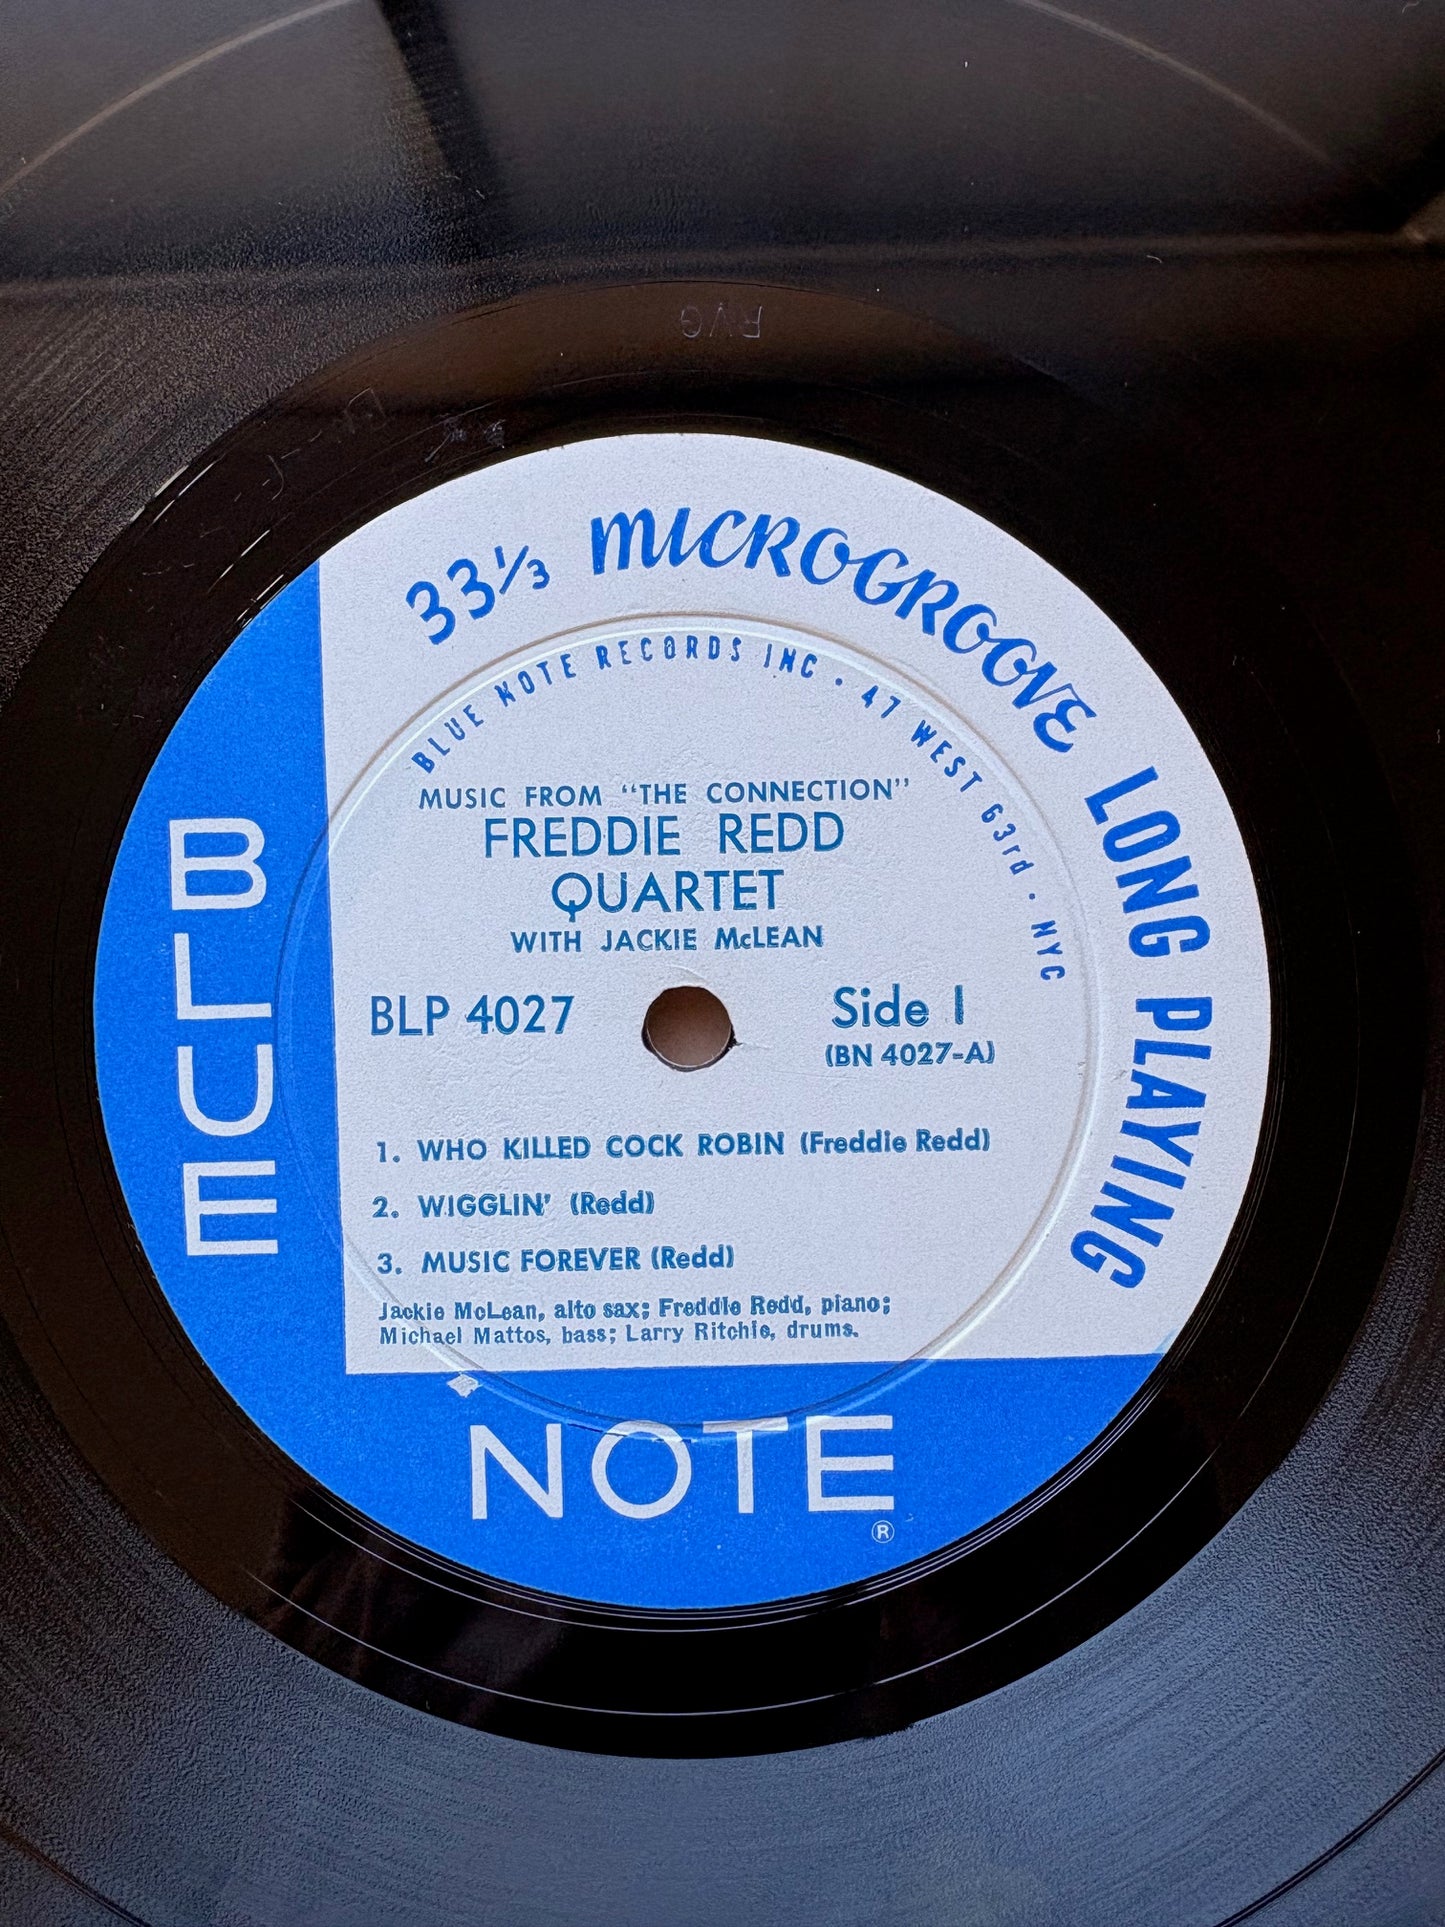 RVG
33 1/3 MICROGROOVE LONG PLAYING
BLUE NOTE RECORDS INC · 47 WEST 63rd · NYC
MUSIC FROM "THE CONNECTION"
FREDDIE REDD
QUARTET
WITH JACKIE McLEAN
BLP 4027
Side 1
(BN 4027-A)
1. WHO KILLED COCK ROBIN (Freddie Redd)
2. WIGGLIN' (Redd)
3. MUSIC FOREVER (Redd)
Jackie McLean, alto sax; Freddie Redd, piano;
Michael Mattos, bass; Larry Ritchie, drums.
BLUE
NOTE
®